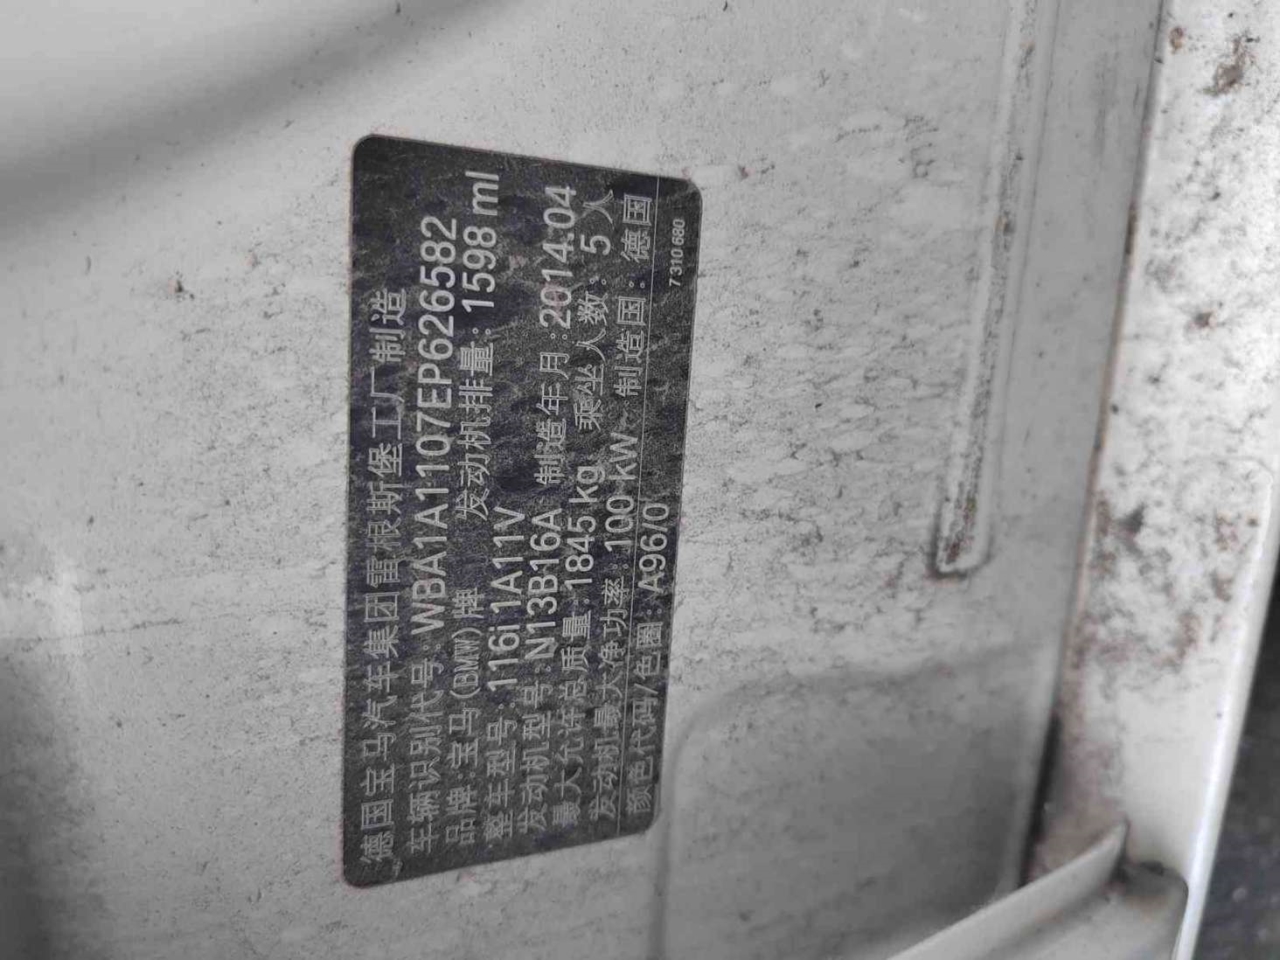 德国宝马汽车集团雷根斯堡工厂制造
车辆识别代号:WBA1A1107EP626582
品牌:宝马(BMW)牌 发动机排量:1598 ml
整车型号:116i1A11V
发动机型号:N13B16A 制造年月:2014.04
最大允许总质量:1845 kg 乘坐人数:5人
发动机最大净功率:100 kW 制造国:德国
颜色代码/色圈:A96/0
7 310 680